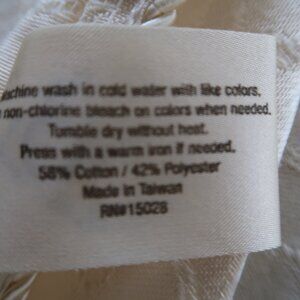 Machine wash in cold water with like colors.
non-chlorine bleach on colors when needed.
Tumble dry without heat.
Press with a warm iron if needed.
58% Cotton / 42% Polyester
Made in Taiwan
RN#15028